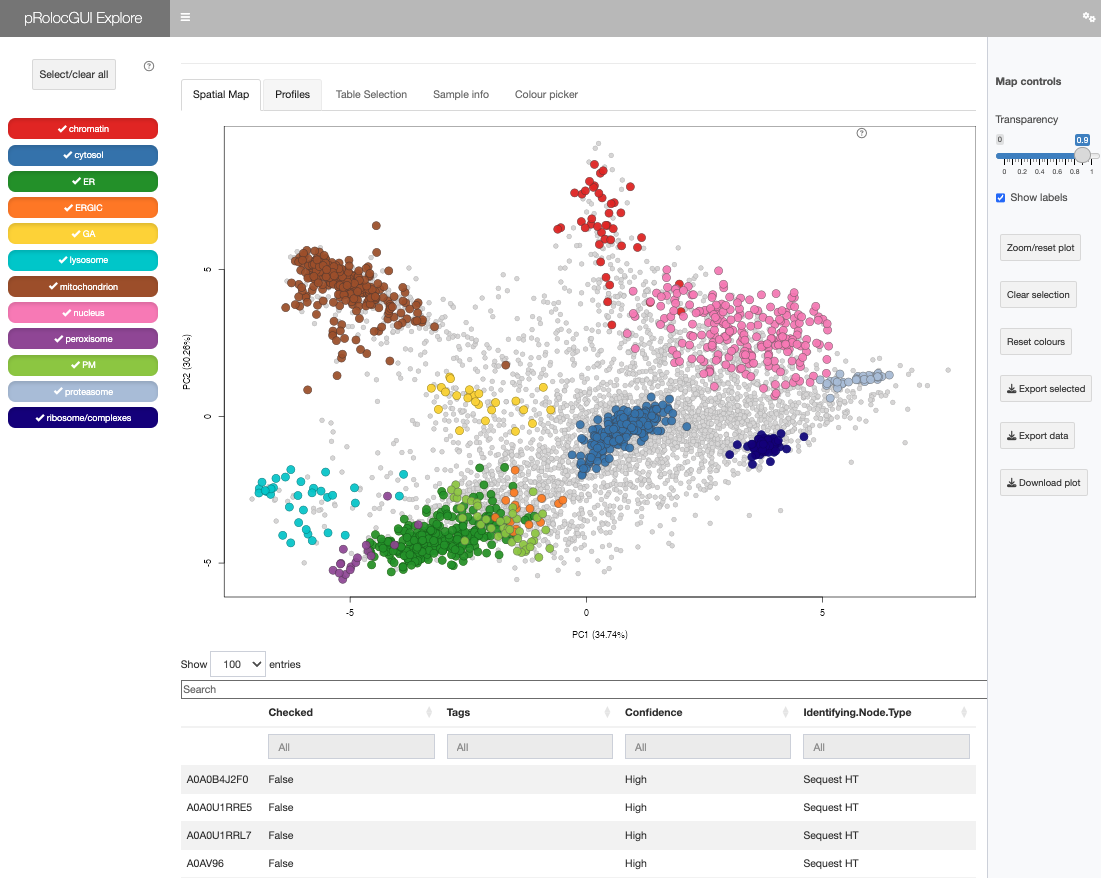 pRolocGUI Explore
Select/clear all
?
chromatin
cytosol
ER
ERGIC
GA
lysosome
mitochondrion
nucleus
peroxisome
PM
proteasome
ribosome/complexes
Spatial Map Profiles Table Selection Sample info Colour picker
?
PC2 (30.26%)
5
0
-5
-5 0 5
PC1 (34.74%)
Map controls
Transparency
0 0.9
0 0.2 0.4 0.6 0.8 1
Show labels
Zoom/reset plot
Clear selection
Reset colours
Export selected
Export data
Download plot
Show 100 entries
Search
Checked Tags Confidence Identifying.Node.Type
All All All All
A0A0B4J2F0 False High Sequest HT
A0A0U1RRE5 False High Sequest HT
A0A0U1RRL7 False High Sequest HT
A0AV96 False High Sequest HT